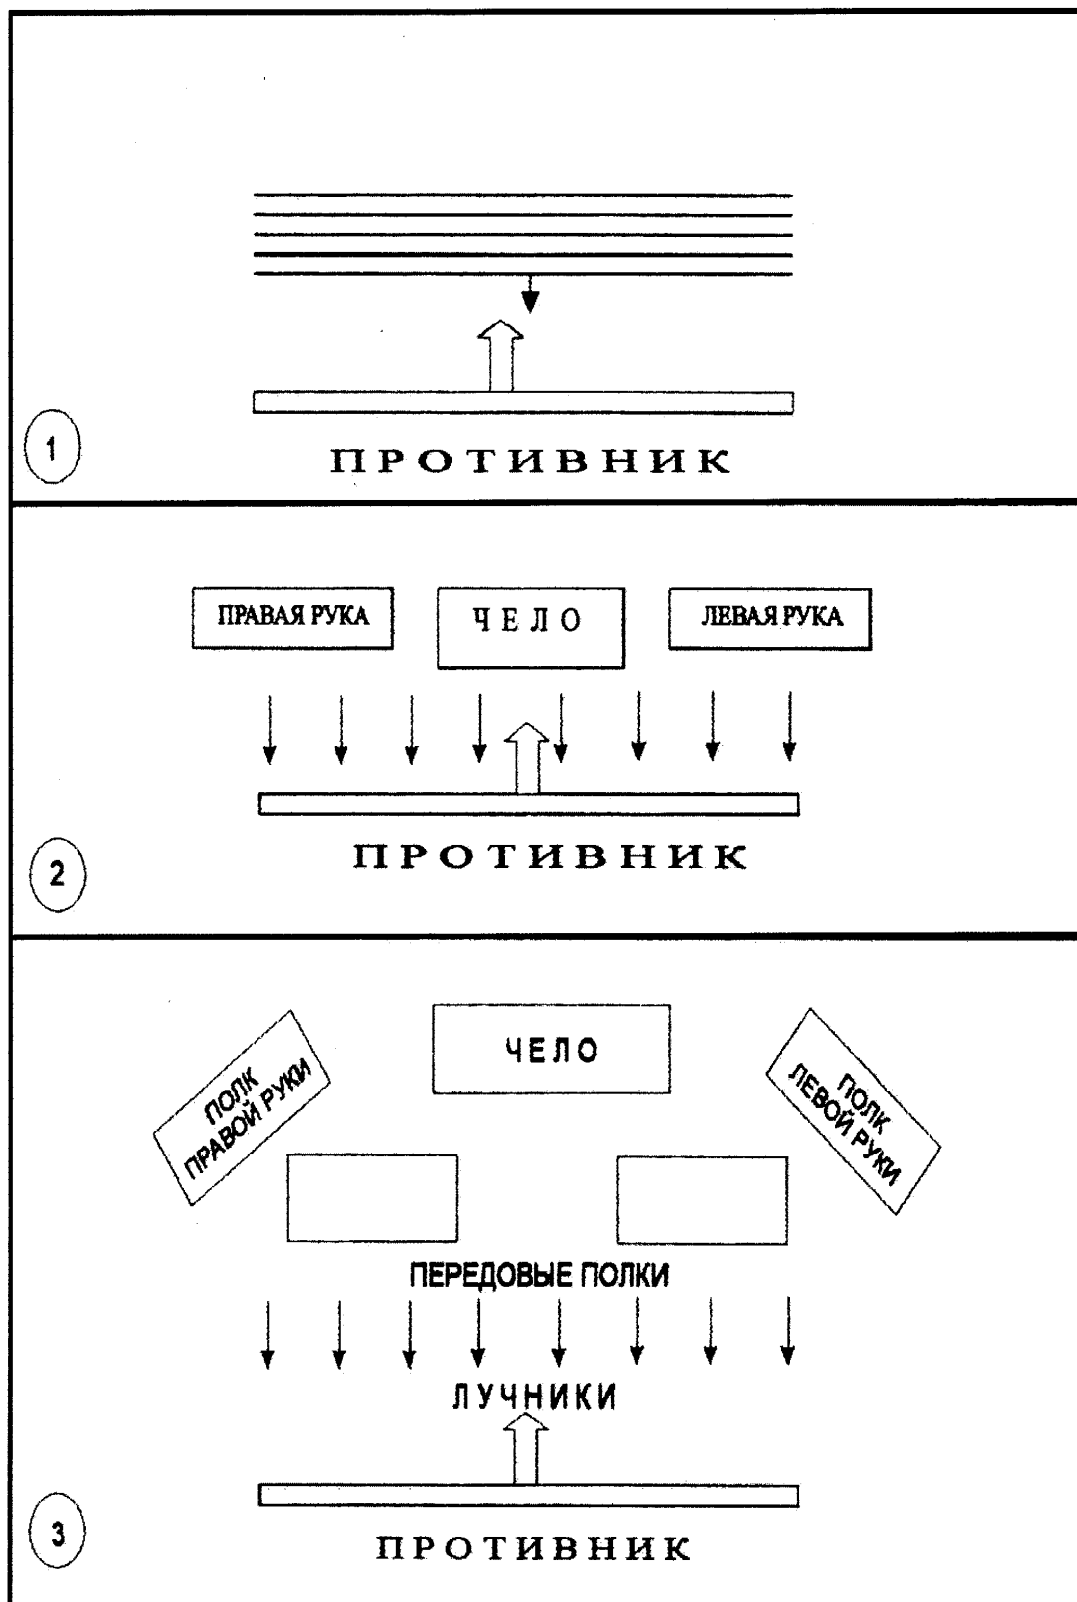 1
ПРОТИВНИК
ПРАВАЯ РУКА
ЧЕЛО
ЛЕВАЯ РУКА
2
ПРОТИВНИК
ЧЕЛО
ПОЛК
ПРАВОЙ РУКИ
ПОЛК
ЛЕВОЙ РУКИ
ПЕРЕДОВЫЕ ПОЛКИ
ЛУЧНИКИ
3
ПРОТИВНИК